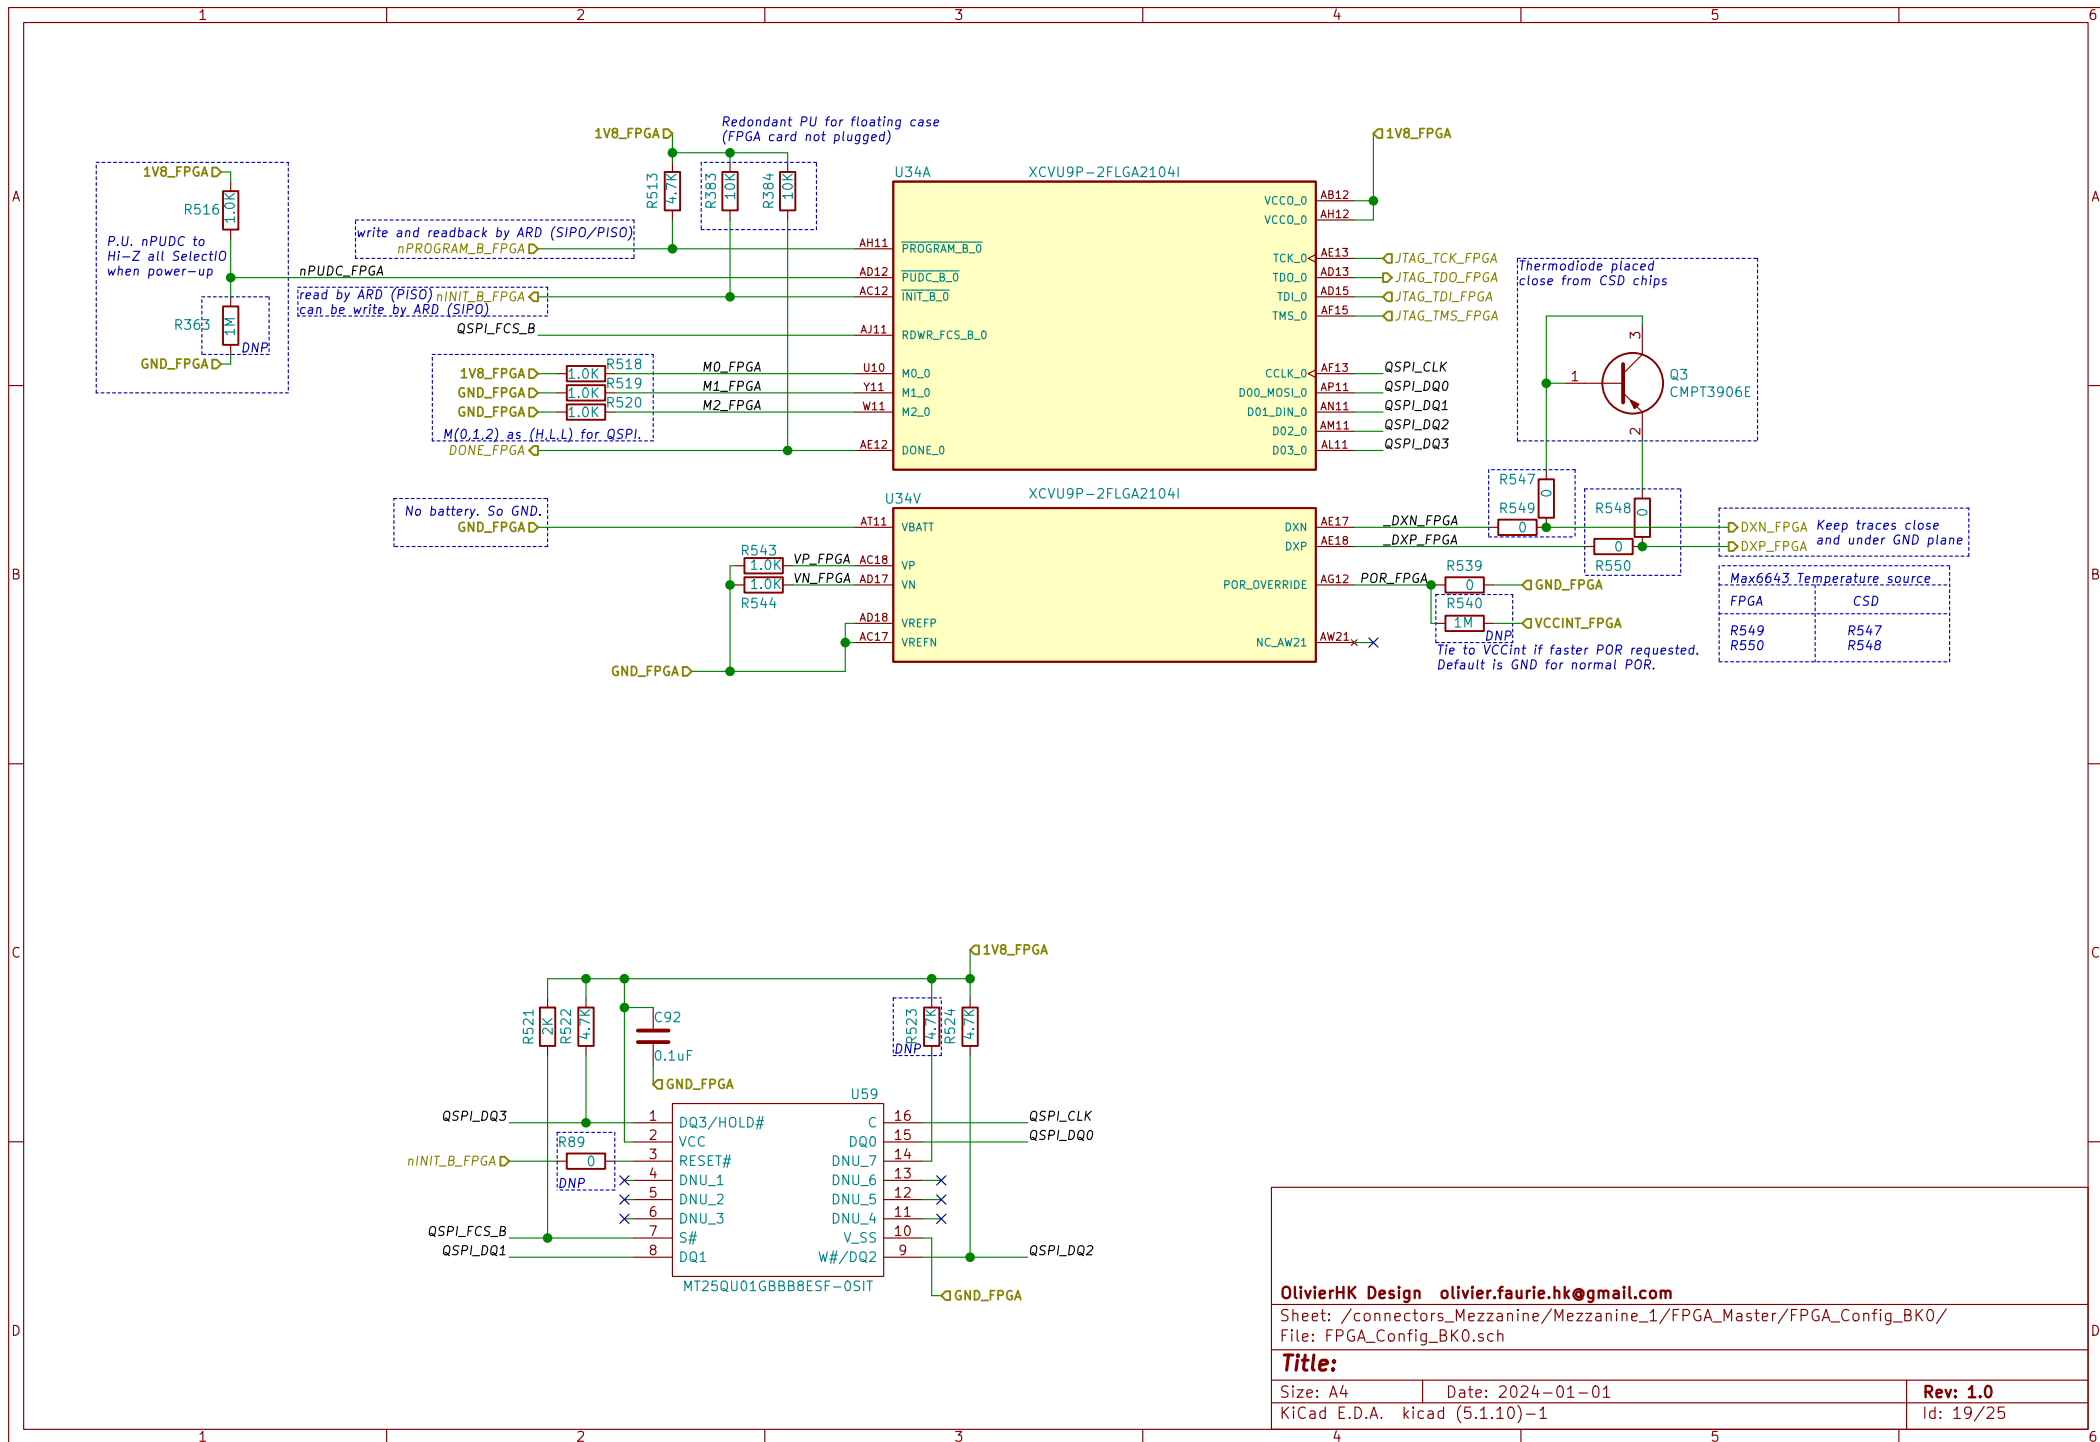 1
2
3
4
5
6
A
B
C
D
1V8_FPGA
R516
1.0K
P.U. nPUDC to
Hi-Z all SelectIO
when power-up
R363
1M
DNP
GND_FPGA
nPUDC_FPGA
write and readback by ARD (SIPO/PISO)
nPROGRAM_B_FPGA
read by ARD (PISO)
nINIT_B_FPGA
can be write by ARD (SIPO)
QSPI_FCS_B
1V8_FPGA
R513
4.7K
Redondant PU for floating case
(FPGA card not plugged)
R383
10K
R384
10K
1V8_FPGA
1.0K
R518
M0_FPGA
GND_FPGA
1.0K
R519
M1_FPGA
GND_FPGA
1.0K
R520
M2_FPGA
M(0,1,2) as (H,L,L) for QSPI.
DONE_FPGA
U34A
XCVU9P-2FLGA2104I
AH11
PROGRAM_B_0
AD12
PUDC_B_0
AC12
INIT_B_0
AJ11
RDWR_FCS_B_0
U10
M0_0
Y11
M1_0
W11
M2_0
AE12
DONE_0
VCCO_0
AB12
VCCO_0
AH12
1V8_FPGA
TCK_0
AE13
JTAG_TCK_FPGA
TDO_0
AD13
JTAG_TDO_FPGA
TDI_0
AD15
JTAG_TDI_FPGA
TMS_0
AF15
JTAG_TMS_FPGA
CCLK_0
AF13
QSPI_CLK
D00_MOSI_0
AP11
QSPI_DQ0
D01_DIN_0
AN11
QSPI_DQ1
D02_0
AM11
QSPI_DQ2
D03_0
AL11
QSPI_DQ3
Thermodiode placed
close from CSD chips
3
1
2
Q3
CMPT3906E
No battery. So GND.
GND_FPGA
U34V
XCVU9P-2FLGA2104I
AT11
VBATT
R543
1.0K
VP_FPGA
AC18
VP
1.0K
R544
VN_FPGA
AD17
VN
AD18
VREFP
AC17
VREFN
GND_FPGA
DXN
AE17
_DXN_FPGA
DXP
AE18
_DXP_FPGA
POR_OVERRIDE
AG12
POR_FPGA
NC_AW21
AW21
R547
0
R549
0
R548
0
0
R550
DXN_FPGA
DXP_FPGA
Keep traces close
and under GND plane
R539
0
GND_FPGA
R540
1M
DNP
VCCINT_FPGA
Tie to VCCint if faster POR requested.
Default is GND for normal POR.
Max6643 Temperature source
FPGA
CSD
R549
R547
R550
R548
1V8_FPGA
R521
2K
R522
4.7K
C92
0.1uF
GND_FPGA
R523
4.7K
DNP
R524
4.7K
U59
QSPI_DQ3
1
DQ3/HOLD#
2
VCC
nINIT_B_FPGA
R89
0
DNP
3
RESET#
4
DNU_1
5
DNU_2
6
DNU_3
QSPI_FCS_B
7
S#
QSPI_DQ1
8
DQ1
C
16
QSPI_CLK
DQ0
15
QSPI_DQ0
DNU_7
14
DNU_6
13
DNU_5
12
DNU_4
11
V_SS
10
W#/DQ2
9
QSPI_DQ2
MT25QU01GBBB8ESF-0SIT
GND_FPGA
OlivierHK Design olivier.faurie.hk@gmail.com
Sheet: /connectors_Mezzanine/Mezzanine_1/FPGA_Master/FPGA_Config_BK0/
File: FPGA_Config_BK0.sch
Title:
Size: A4
Date: 2024-01-01
Rev: 1.0
KiCad E.D.A. kicad (5.1.10)-1
Id: 19/25
A
B
C
D
1
2
3
4
5
6